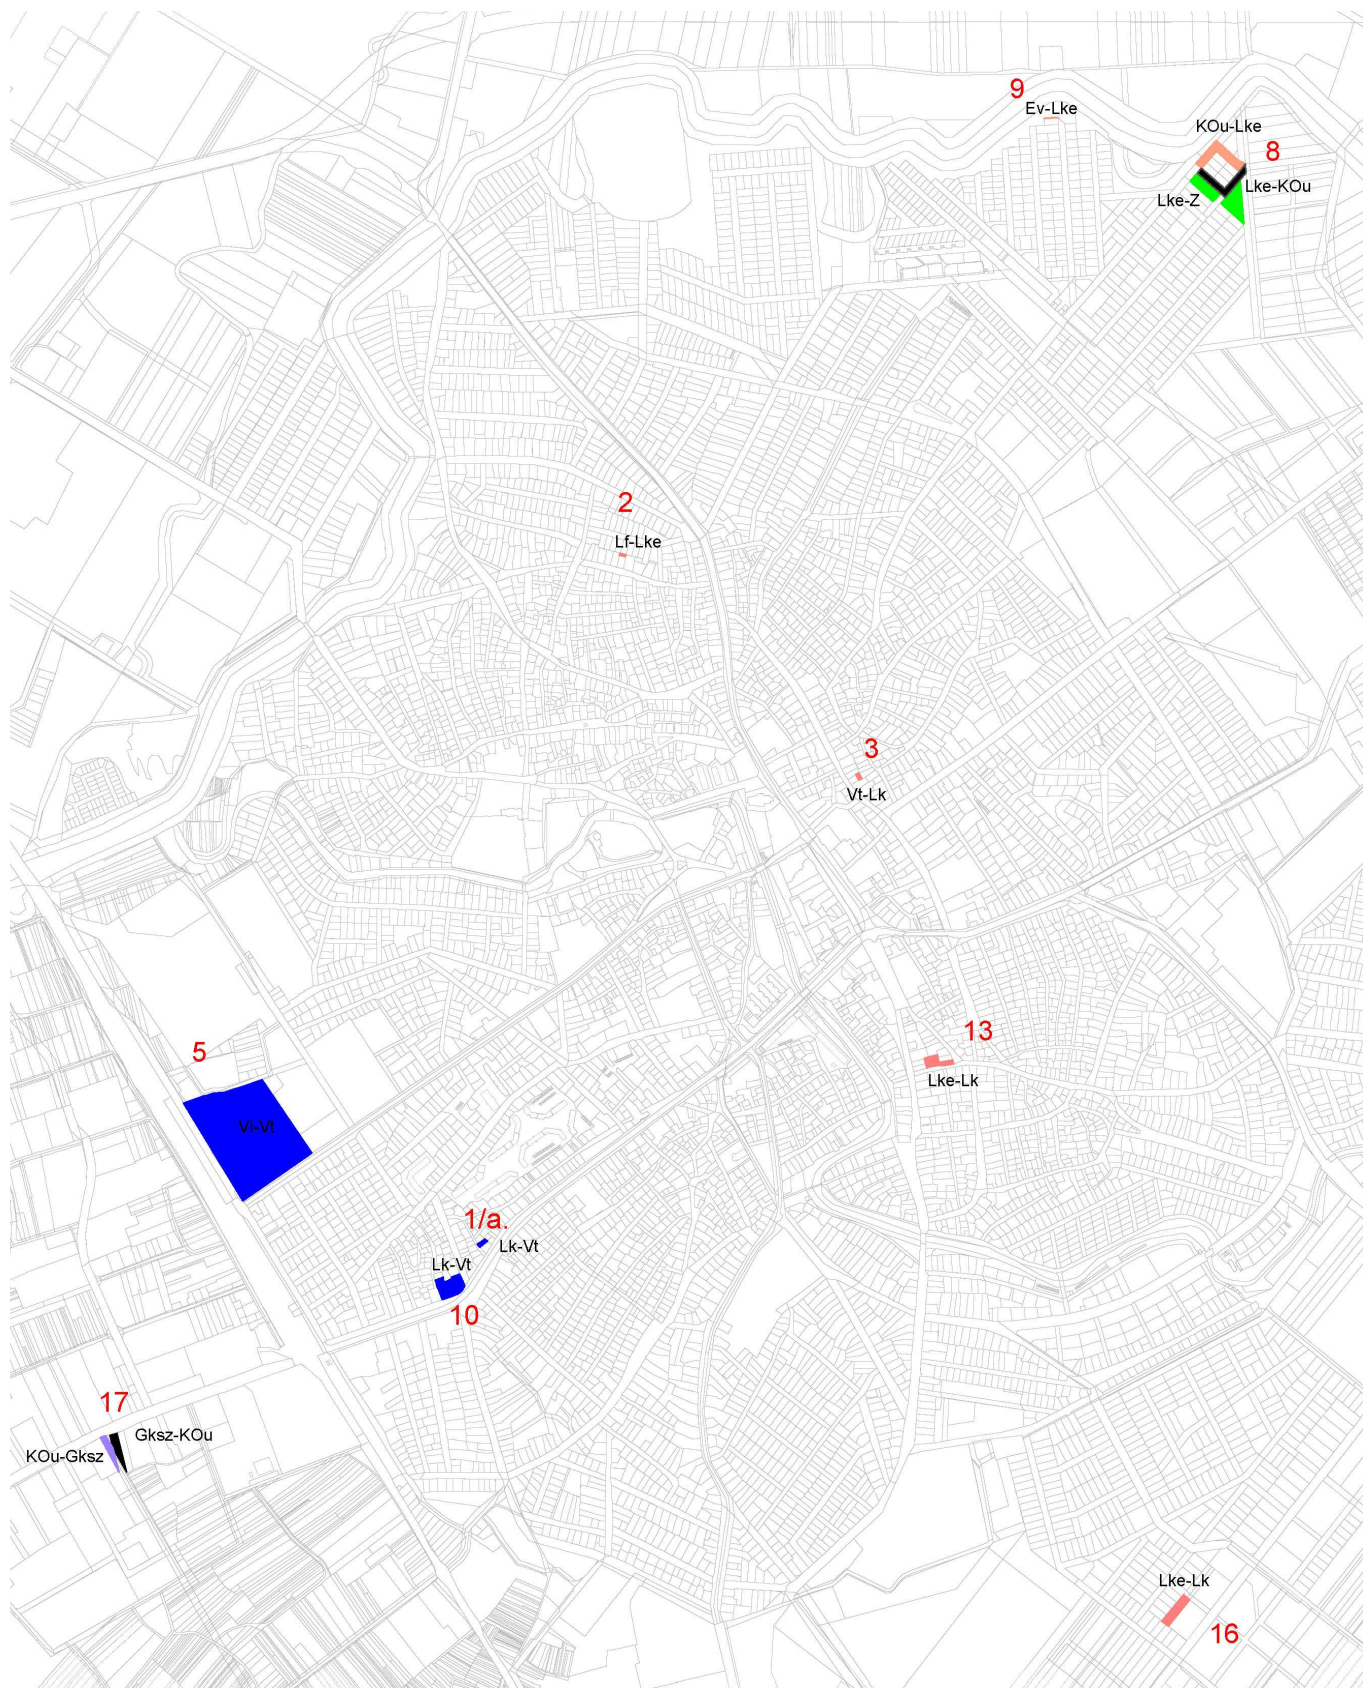 9
Ev-Lke
KOu-Lke
8
Lke-KOu
Lke-Z
2
Lf-Lke
3
Vt-Lk
13
Lke-Lk
5
Vi-Vt
1/a.
Lk-Vt
Lk-Vt
10
17
Gksz-KOu
KOu-Gksz
Lke-Lk
16